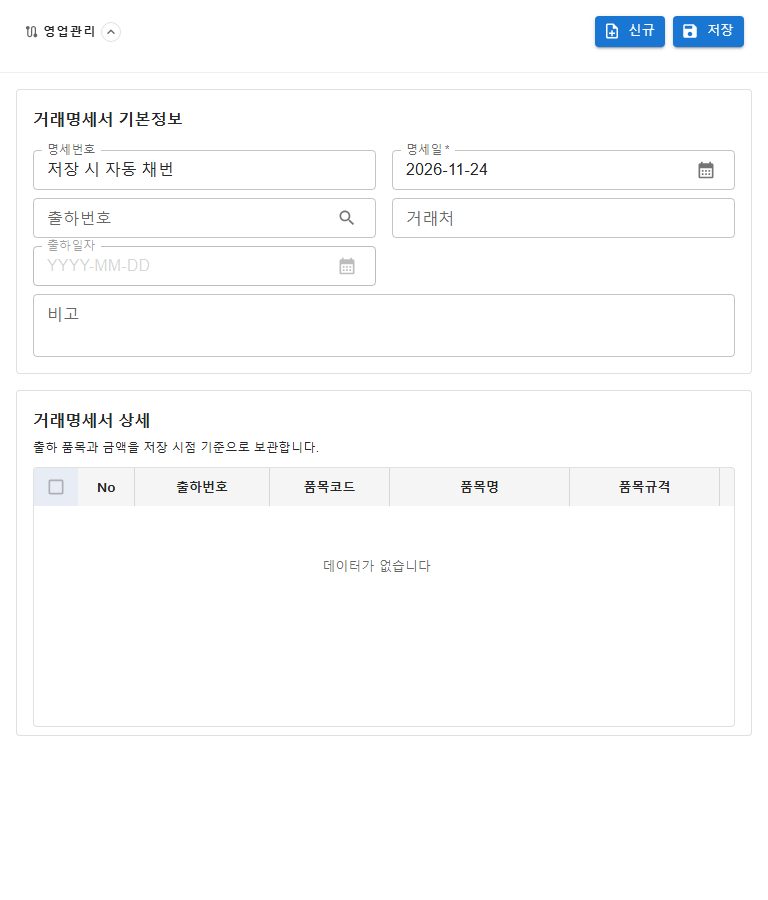 영업관리
신규
저장
거래명세서 기본정보
명세번호
저장 시 자동 채번
명세일 *
2026-11-24
출하번호
거래처
출하일자
YYYY-MM-DD
비고
거래명세서 상세
출하 품목과 금액을 저장 시점 기준으로 보관합니다.
No 출하번호 품목코드 품목명 품목규격
데이터가 없습니다